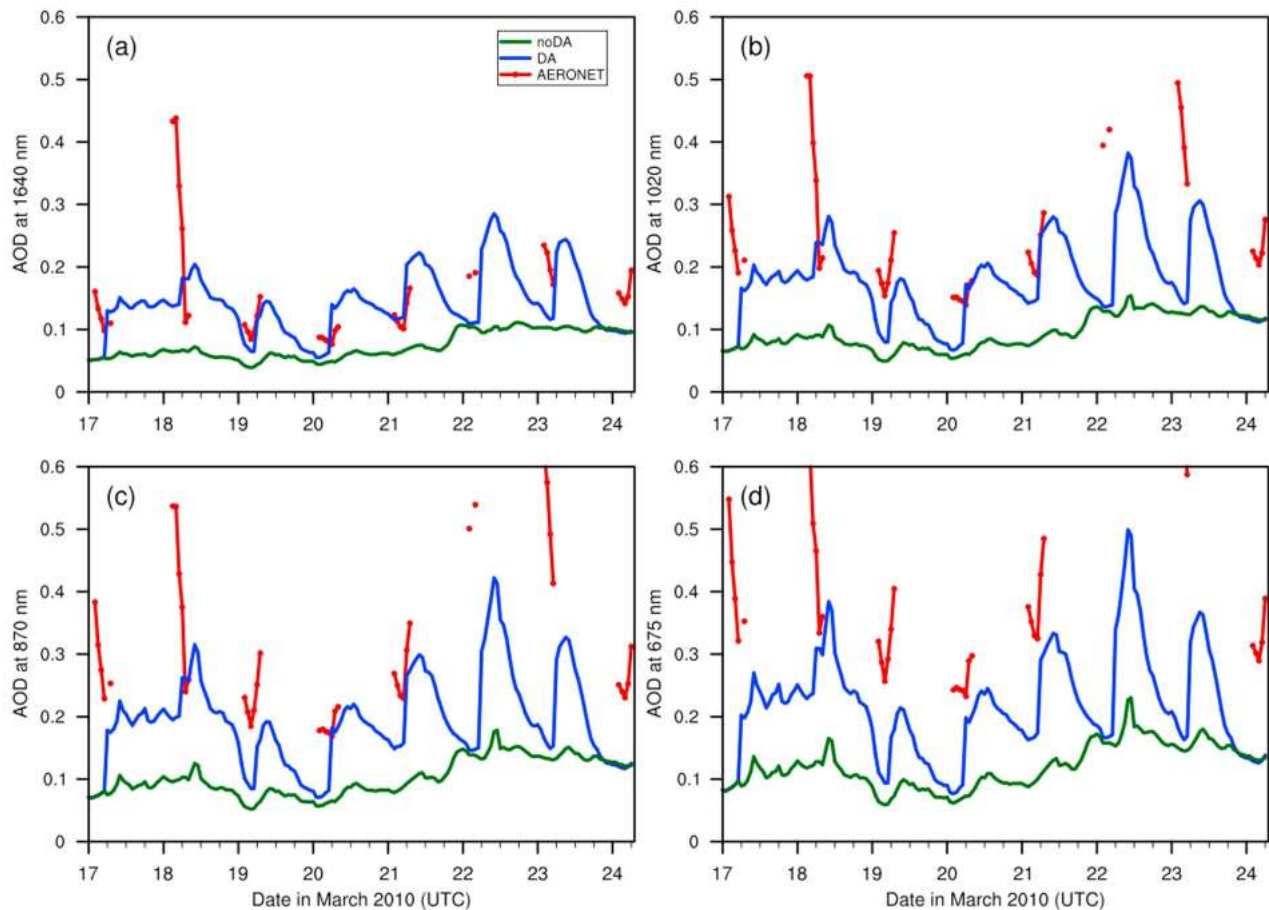 0.6
0.5
0.4
0.3
0.2
0.1
0
AOD at 1640 nm
(a)
noDA
DA
AERONET
17 18 19 20 21 22 23 24
0.6
0.5
0.4
0.3
0.2
0.1
0
AOD at 1020 nm
(b)
17 18 19 20 21 22 23 24
0.6
0.5
0.4
0.3
0.2
0.1
0
AOD at 870 nm
(c)
17 18 19 20 21 22 23 24
Date in March 2010 (UTC)
0.6
0.5
0.4
0.3
0.2
0.1
0
AOD at 675 nm
(d)
17 18 19 20 21 22 23 24
Date in March 2010 (UTC)